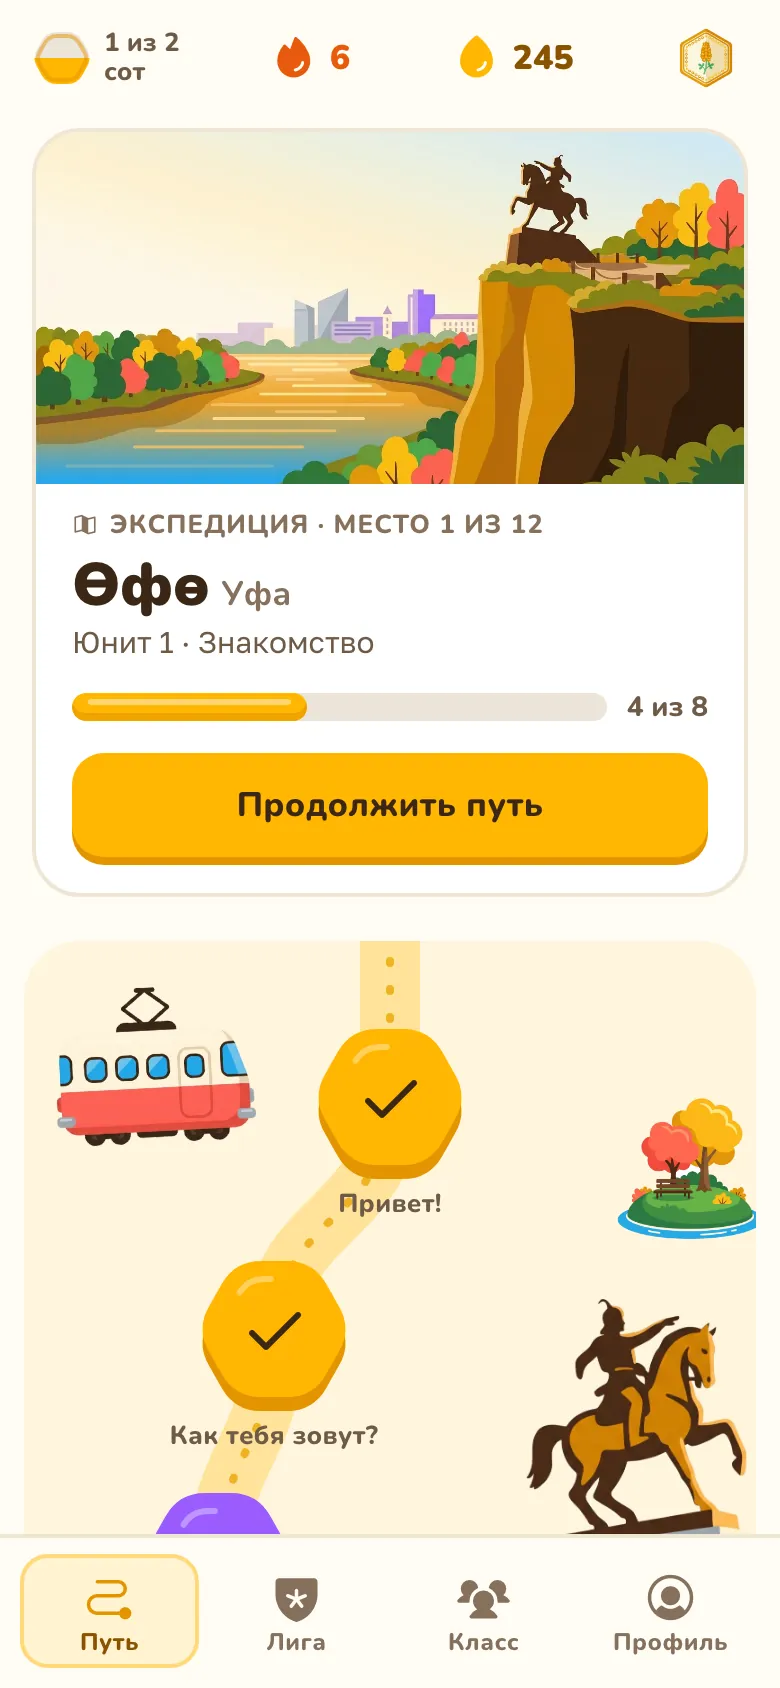 1 из 2
сот
6
245
ЭКСПЕДИЦИЯ · МЕСТО 1 ИЗ 12
Өфө Уфа
Юнит 1 · Знакомство
4 из 8
Продолжить путь
Привет!
Как тебя зовут?
Путь
Лига
Класс
Профиль